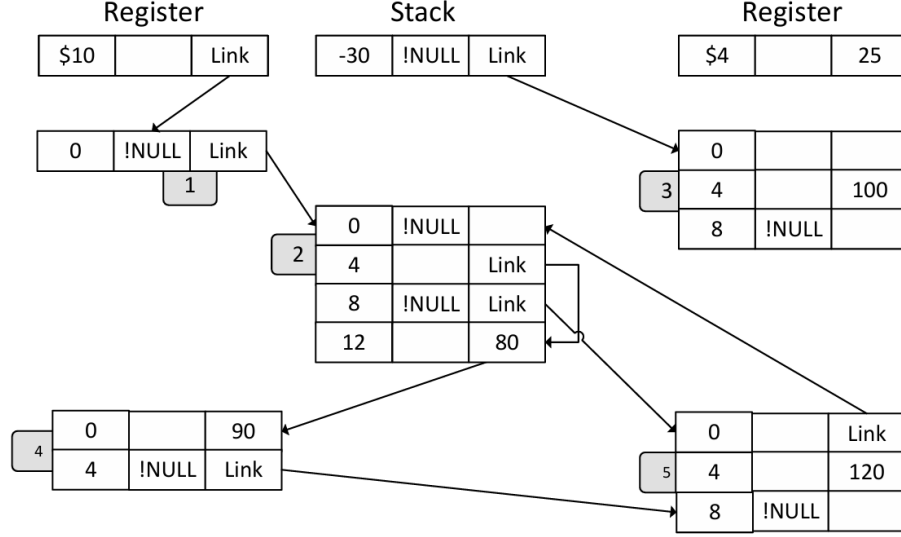 Register Stack Register
$10 Link -30 !NULL Link $4 25
0 !NULL Link
1
0
3 4 100
8 !NULL
0 !NULL
2 4 Link
8 !NULL Link
12 80
4 0 90
4 !NULL Link
0 Link
5 4 120
8 !NULL